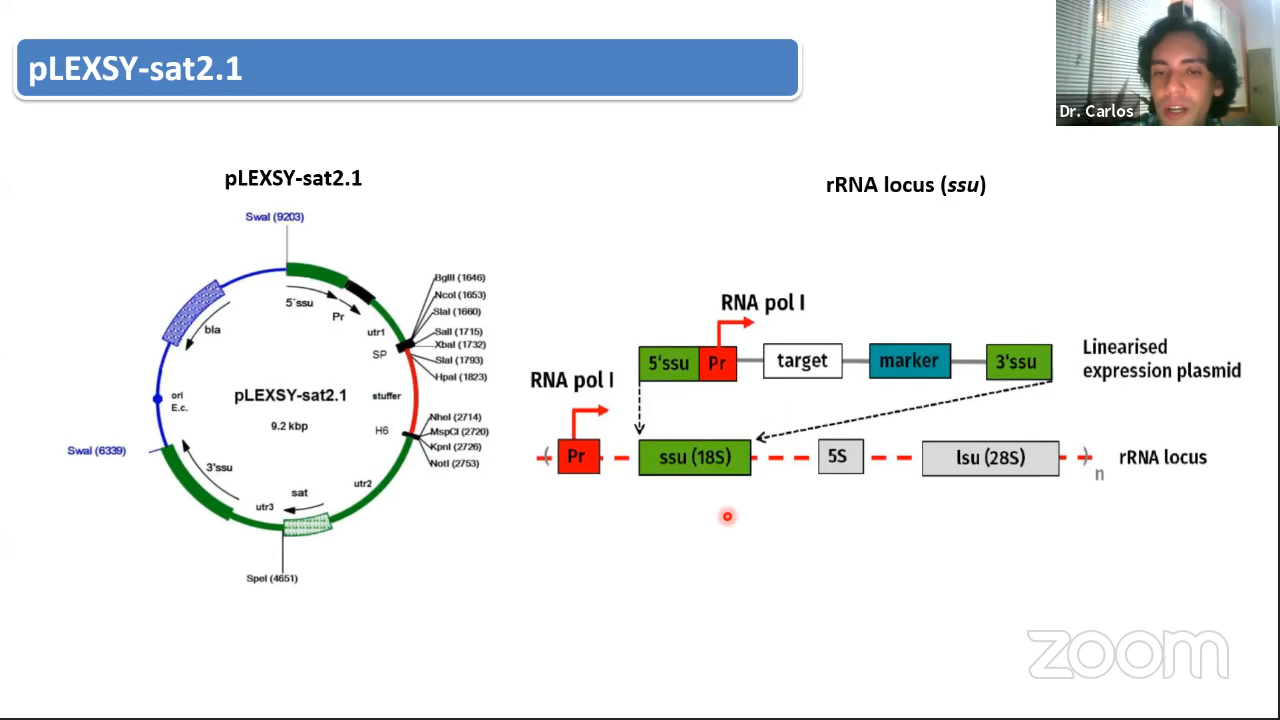 pLEXSY-sat2.1
Dr. Carlos
pLEXSY-sat2.1
SwaI (9203)
5´ssu
Pr
utr1
SP
BglII (1646)
NcoI (1653)
SlaI (1660)
SalI (1715)
XbaI (1732)
SlaI (1793)
HpaI (1823)
bla
ori
E.c.
pLEXSY-sat2.1
9.2 kbp
stuffer
H6
NheI (2714)
MspCI (2720)
KpnI (2726)
NotI (2753)
SwaI (6339)
3'ssu
utr3
sat
utr2
SpeI (4651)
rRNA locus (ssu)
RNA pol I
5'ssu
Pr
target
marker
3'ssu
Linearised
expression plasmid
RNA pol I
Pr
ssu (18S)
5S
lsu (28S)
n
rRNA locus
zoom